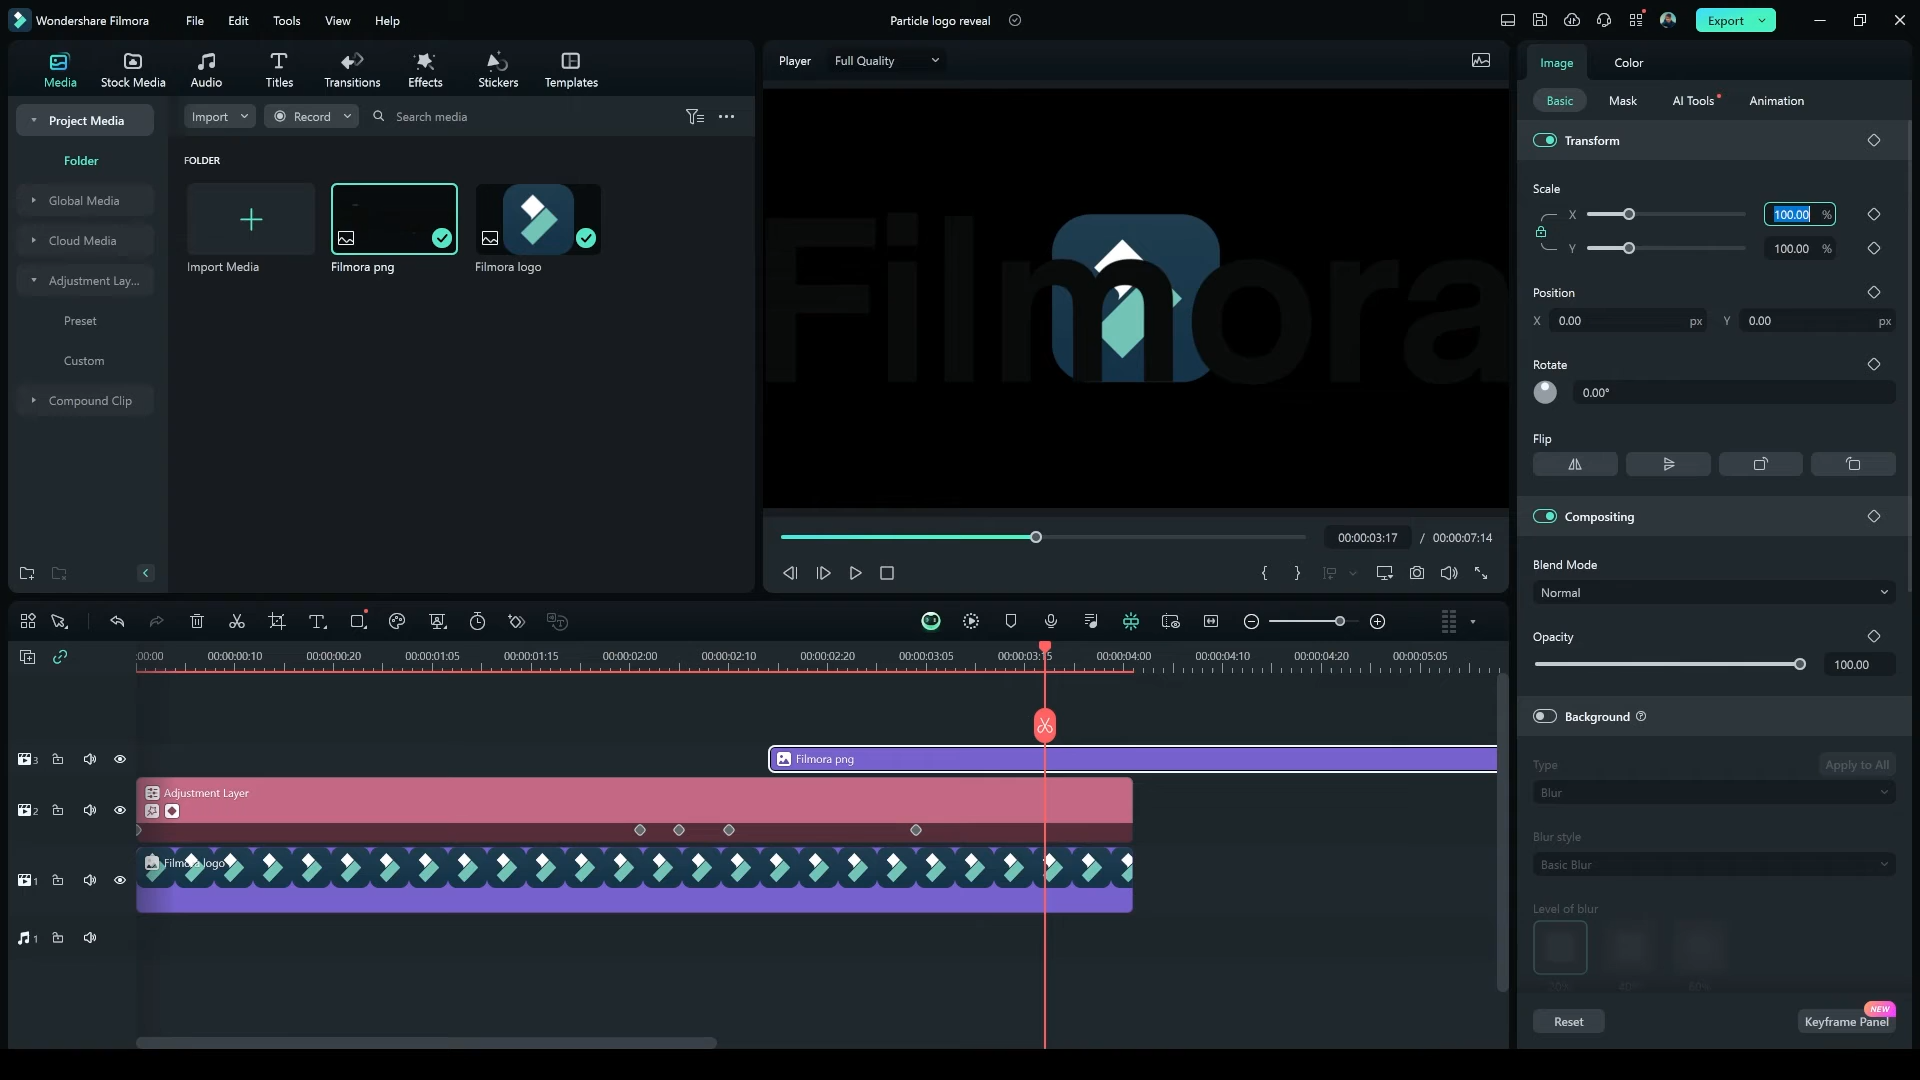 Wondershare Filmora
File
Edit
Tools
View
Help
Particle logo reveal
Export
Media
Stock Media
Audio
Titles
Transitions
Effects
Stickers
Templates
Player
Full Quality
Image
Color
Basic
Mask
AI Tools
Animation
Project Media
Import
Record
Search media
Folder
FOLDER
Global Media
Cloud Media
Adjustment Lay...
Preset
Custom
Compound Clip
Import Media
Filmora png
Filmora logo
Filmora
Transform
Scale
X
100.00
%
Y
100.00
%
Position
X
0.00
px
Y
0.00
px
Rotate
0.00°
Flip
Compositing
Blend Mode
Normal
Opacity
100.00
Background
Type
Apply to All
Blur
Blur style
Basic Blur
Level of blur
20%
40%
60%
Reset
NEW
Keyframe Panel
00:00:03:17
/
00:00:07:14
:00:00
00:00:00:10
00:00:00:20
00:00:01:05
00:00:01:15
00:00:02:00
00:00:02:10
00:00:02:20
00:00:03:05
00:00:03:15
00:00:04:00
00:00:04:10
00:00:04:20
00:00:05:05
3
Filmora png
2
Adjustment Layer
1
Filmora logo
1